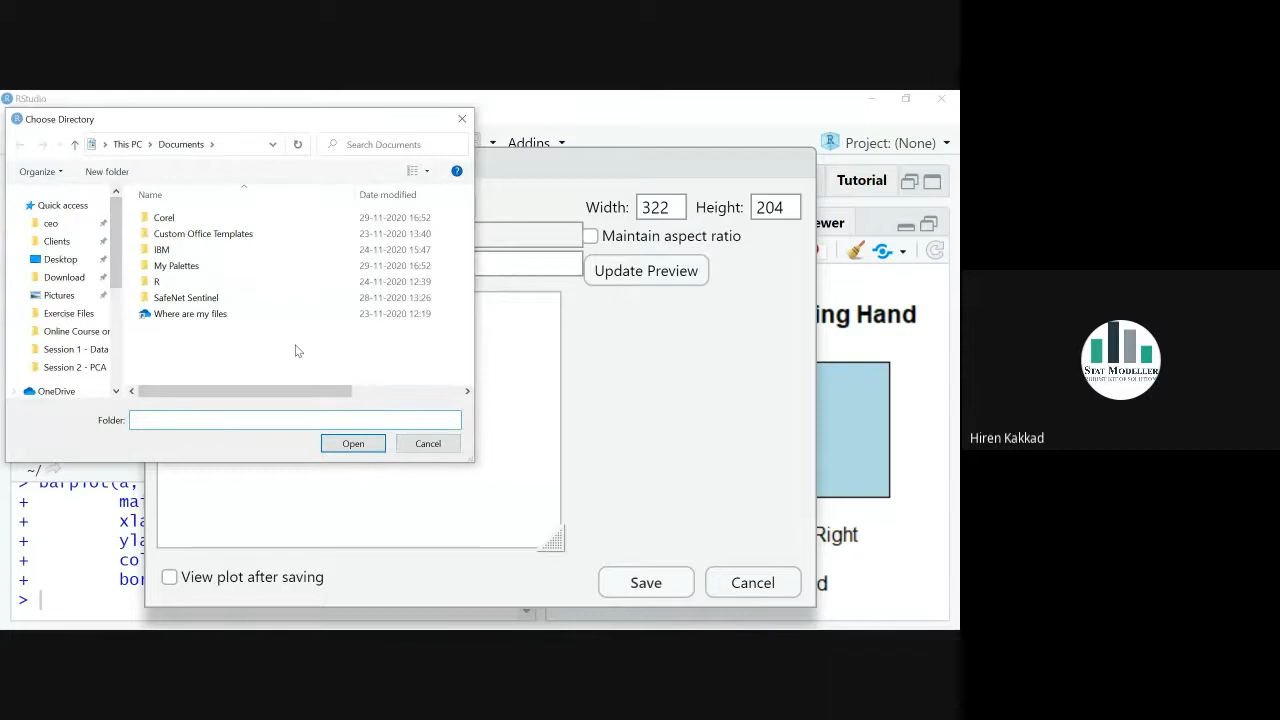 RStudio
Choose Directory
This PC > Documents >
Search Documents
Organize
New folder
Name
Date modified
Quick access
ceo
Clients
Desktop
Download
Pictures
Exercise Files
Online Course or
Session 1 - Data
Session 2 - PCA
OneDrive
Corel 29-11-2020 16:52
Custom Office Templates 23-11-2020 13:40
IBM 24-11-2020 15:47
My Palettes 29-11-2020 16:52
R 24-11-2020 12:39
SafeNet Sentinel 28-11-2020 13:26
Where are my files 23-11-2020 12:19
Folder:
Open
Cancel
Addins
Project: (None)
Tutorial
Width: 322 Height: 204
Maintain aspect ratio
Update Preview
ewer
ing Hand
Right
d
~/
> barplot(a,
+ ma
+ xla
+ yla
+ co
+ bor
>
View plot after saving
Save
Cancel
STAT MODELLER
Hiren Kakkad